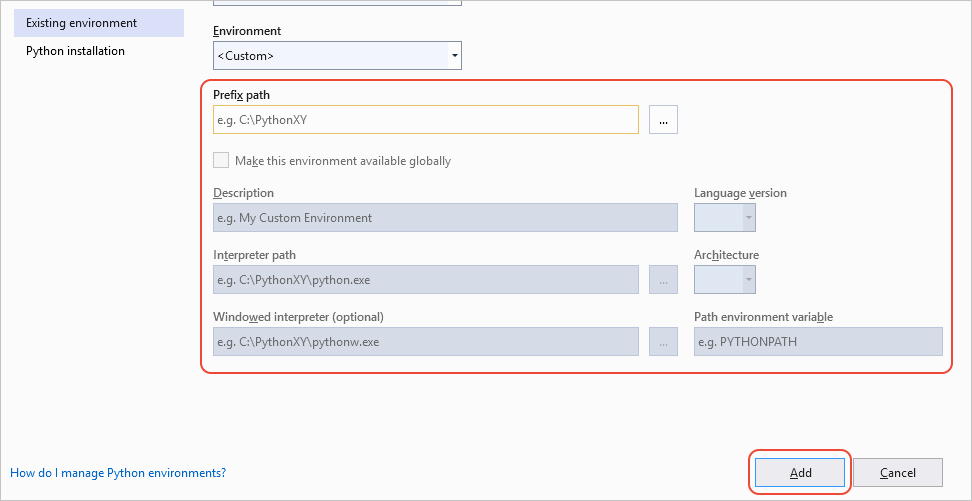 Existing environment
Python installation
Environment
<Custom>
Prefix path
e.g. C:\PythonXY
...
Make this environment available globally
Description
Language version
e.g. My Custom Environment
Interpreter path
Architecture
e.g. C:\PythonXY\python.exe
...
Windowed interpreter (optional)
Path environment variable
e.g. C:\PythonXY\pythonw.exe
...
e.g. PYTHONPATH
How do I manage Python environments?
Add
Cancel